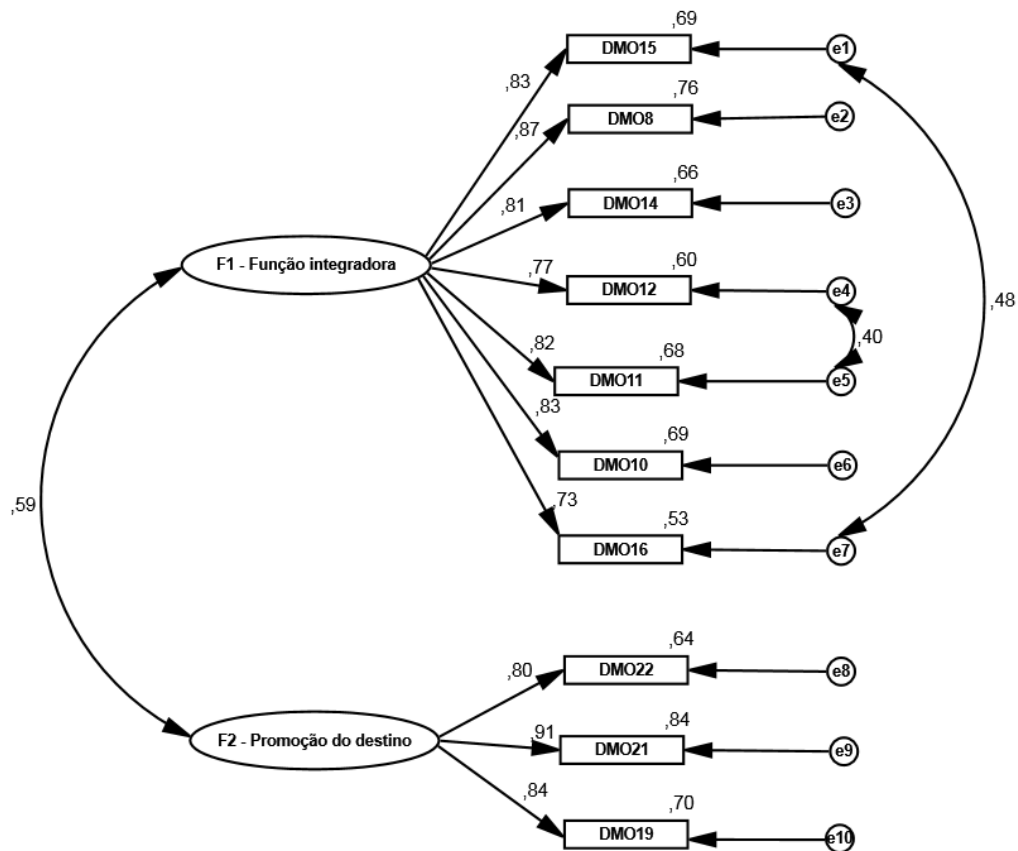 ,69
DMO15
e1
,83
,76
DMO8
e2
,87
,66
DMO14
e3
,81
F1 - Função integradora
,60
DMO12
e4
,77
,48
,40
,82
,68
DMO11
e5
,83
,69
DMO10
e6
,73
,53
DMO16
e7
,59
,64
DMO22
e8
,80
F2 - Promoção do destino
,84
DMO21
e9
,91
,84
,70
DMO19
e10